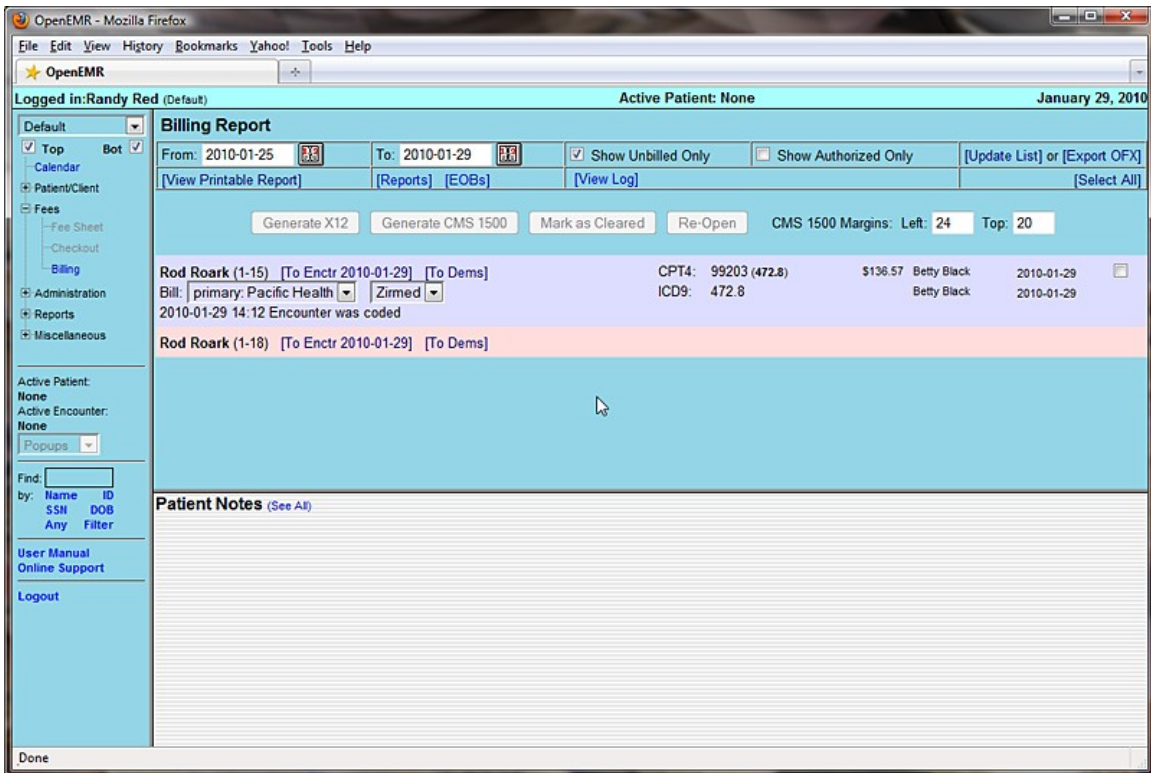 OpenEMR - Mozilla Firefox
File Edit View History Bookmarks Yahoo! Tools Help
OpenEMR
Logged in:Randy Red (Default) Active Patient: None January 29, 2010
Default
Top Bot
Calendar
Patient/Client
Fees
Fee Sheet
Checkout
Billing
Administration
Reports
Miscellaneous
Active Patient:
None
Active Encounter:
None
Popups
Find:
by: Name ID
SSN DOB
Any Filter
User Manual
Online Support
Logout
Billing Report
From: 2010-01-25 To: 2010-01-29 Show Unbilled Only Show Authorized Only [Update List] or [Export OFX]
[View Printable Report] [Reports] [EOBs] [View Log] [Select All]
Generate X12 Generate CMS 1500 Mark as Cleared Re-Open CMS 1500 Margins: Left: 24 Top: 20
Rod Roark (1-15) [To Enctr 2010-01-29] [To Dems] CPT4: 99203 (472.8) $136.57 Betty Black 2010-01-29
Bill: primary: Pacific Health Zirmed ICD9: 472.8 Betty Black 2010-01-29
2010-01-29 14:12 Encounter was coded
Rod Roark (1-18) [To Enctr 2010-01-29] [To Dems]
Patient Notes (See All)
Done